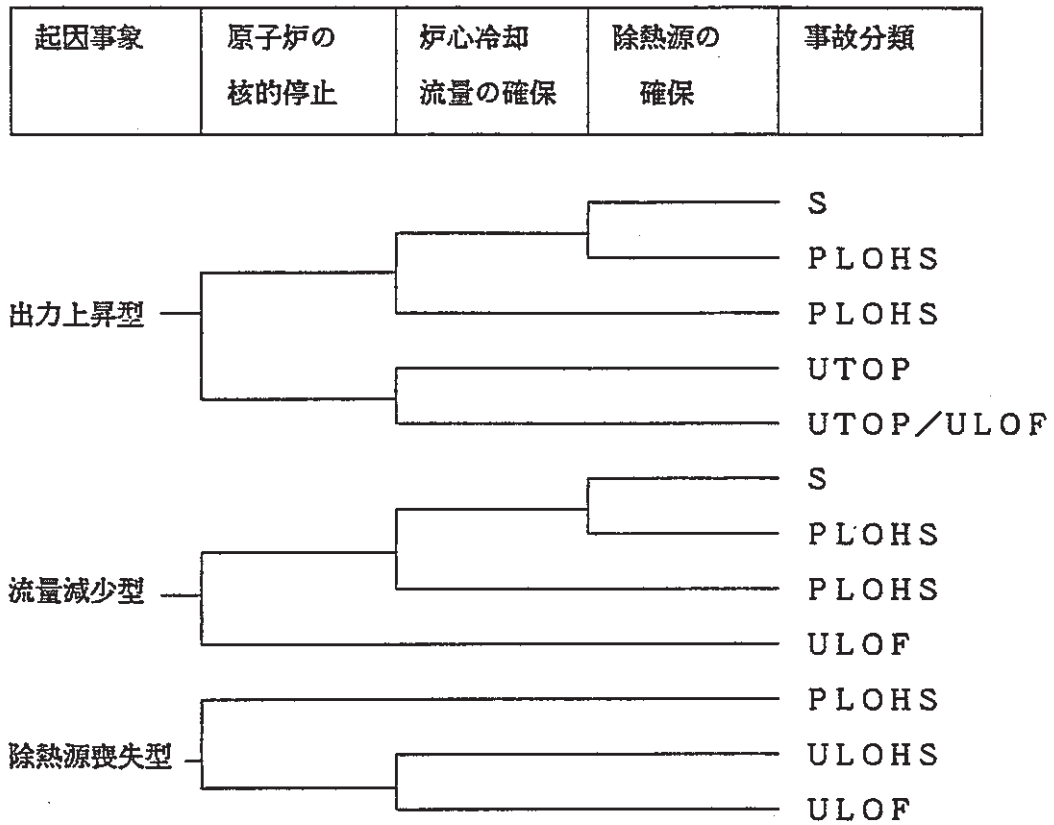 起因事象
原子炉の
核的停止
炉心冷却
流量の確保
除熱源の
確保
事故分類
出力上昇型
S
PLOHS
PLOHS
UTOP
UTOP/ULOF
流量減少型
S
PLOHS
PLOHS
ULOF
除熱源喪失型
PLOHS
ULOHS
ULOF